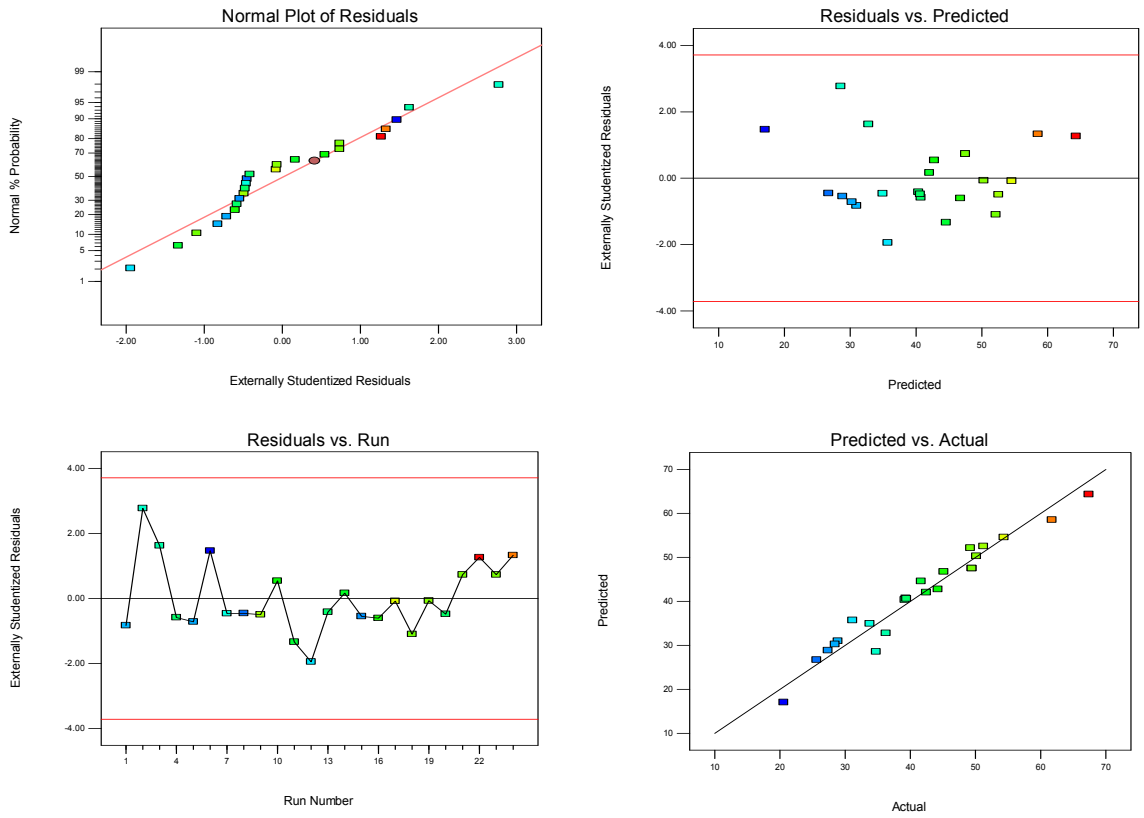 Normal Plot of Residuals
Normal % Probability
99
95
90
80
70
50
30
20
10
5
1
-2.00 -1.00 0.00 1.00 2.00 3.00
Externally Studentized Residuals
Residuals vs. Predicted
Externally Studentized Residuals
4.00
2.00
0.00
-2.00
-4.00
10 20 30 40 50 60 70
Predicted
Residuals vs. Run
Externally Studentized Residuals
4.00
2.00
0.00
-2.00
-4.00
1 4 7 10 13 16 19 22
Run Number
Predicted vs. Actual
Predicted
70
60
50
40
30
20
10
10 20 30 40 50 60 70
Actual